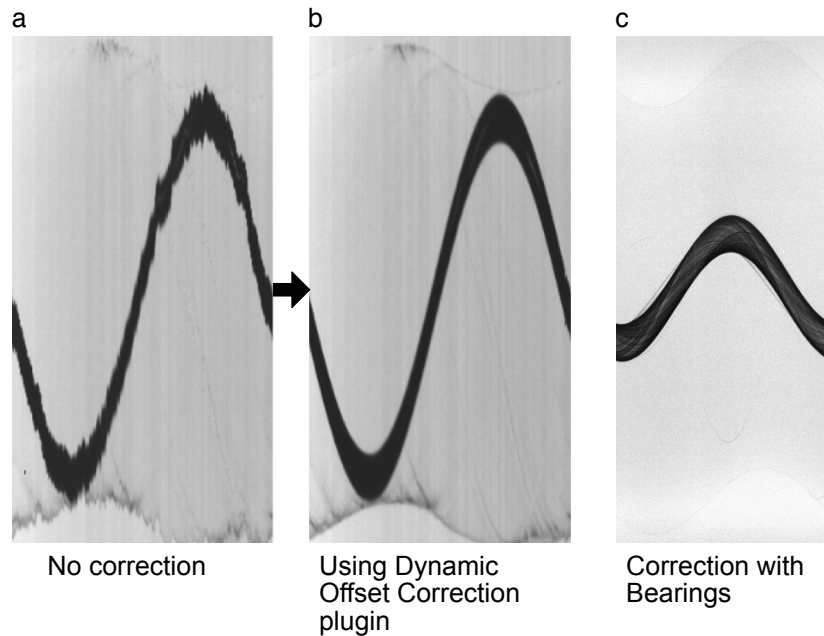 a
b
c
No correction
Using Dynamic
Offset Correction
plugin
Correction with
Bearings